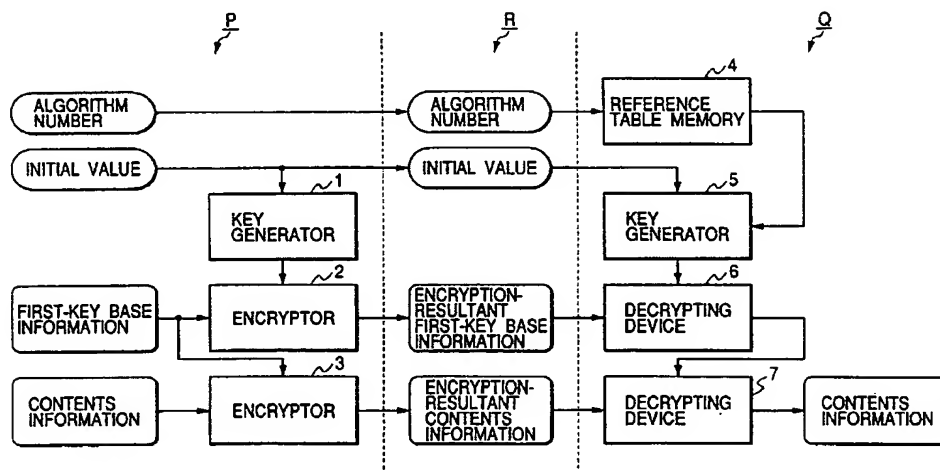 P
R
Q
4
ALGORITHM
NUMBER
ALGORITHM
NUMBER
REFERENCE
TABLE MEMORY
INITIAL VALUE
INITIAL VALUE
1
5
KEY
GENERATOR
KEY
GENERATOR
2
6
FIRST-KEY BASE
INFORMATION
ENCRYPTOR
ENCRYPTION-
RESULTANT
FIRST-KEY BASE
INFORMATION
DECRYPTING
DEVICE
3
7
CONTENTS
INFORMATION
ENCRYPTOR
ENCRYPTION-
RESULTANT
CONTENTS
INFORMATION
DECRYPTING
DEVICE
CONTENTS
INFORMATION